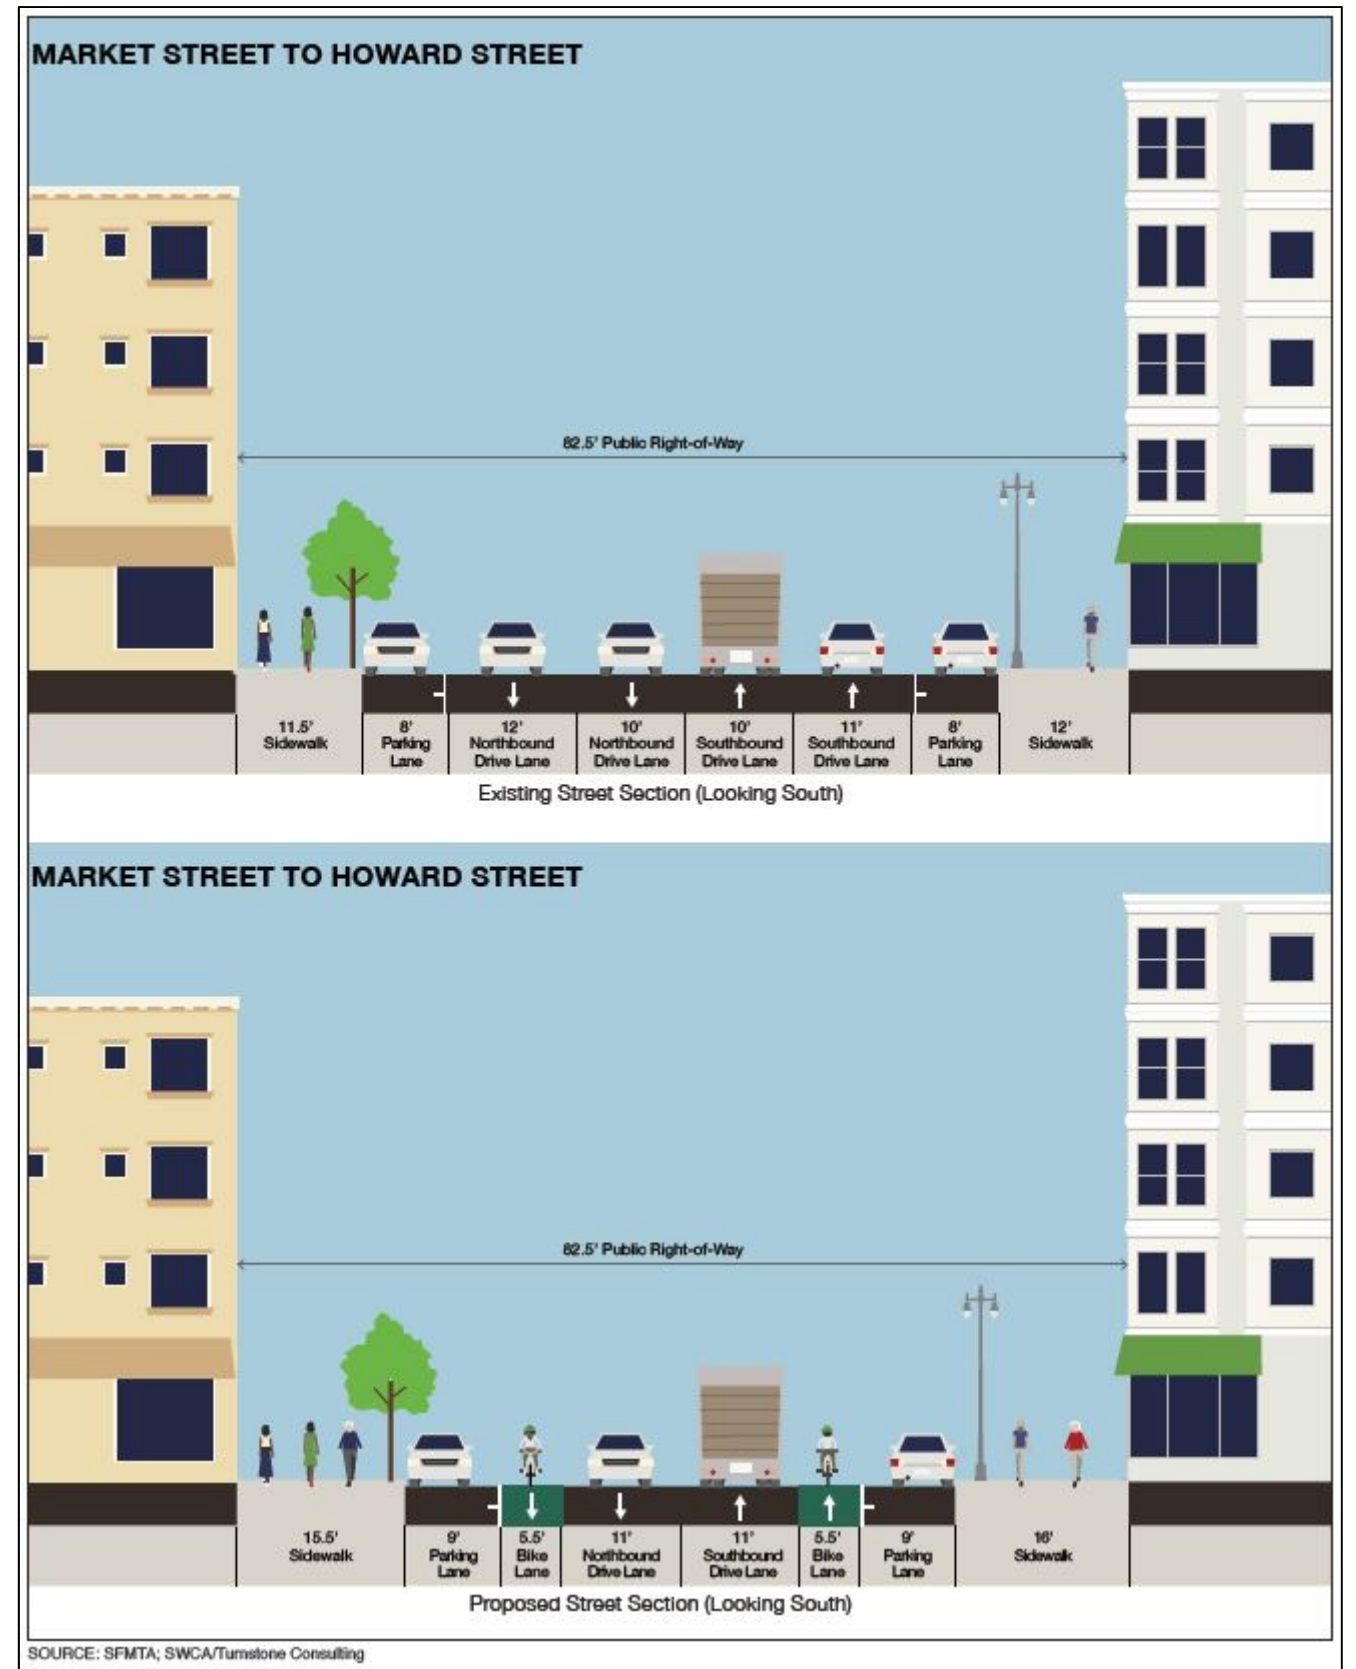 MARKET STREET TO HOWARD STREET
82.5' Public Right-of-Way
11.5'
Sidewalk
8'
Parking
Lane
12'
Northbound
Drive Lane
10'
Northbound
Drive Lane
10'
Southbound
Drive Lane
11'
Southbound
Drive Lane
8'
Parking
Lane
12'
Sidewalk
Existing Street Section (Looking South)
MARKET STREET TO HOWARD STREET
82.5' Public Right-of-Way
15.5'
Sidewalk
9'
Parking
Lane
5.5'
Bike
Lane
11'
Northbound
Drive Lane
11'
Southbound
Drive Lane
5.5'
Bike
Lane
9'
Parking
Lane
16'
Sidewalk
Proposed Street Section (Looking South)
SOURCE: SFMTA; SWCA/Turnstone Consulting